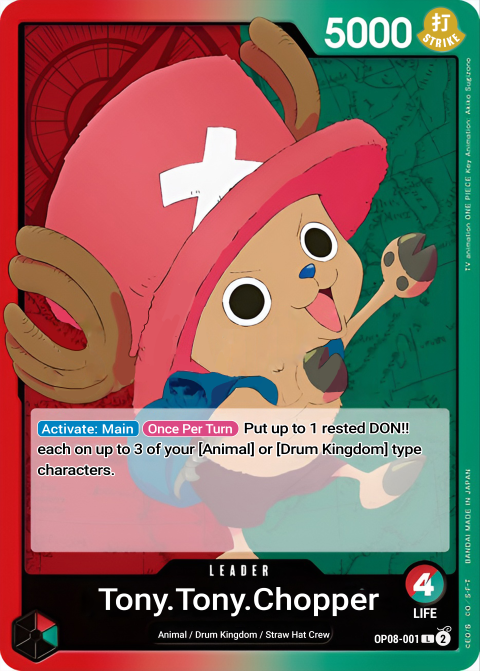 5000
打
STRIKE
TV animation ONE PIECE Key Animation: Akiko Sugizono
Activate: Main Once Per Turn Put up to 1 rested DON!!
each on up to 3 of your [Animal] or [Drum Kingdom] type
characters.
BANDAI MADE IN JAPAN
©EO/S ©O/S・F・T
LEADER
Tony.Tony.Chopper
4
LIFE
Animal / Drum Kingdom / Straw Hat Crew
OP08-001 L 2